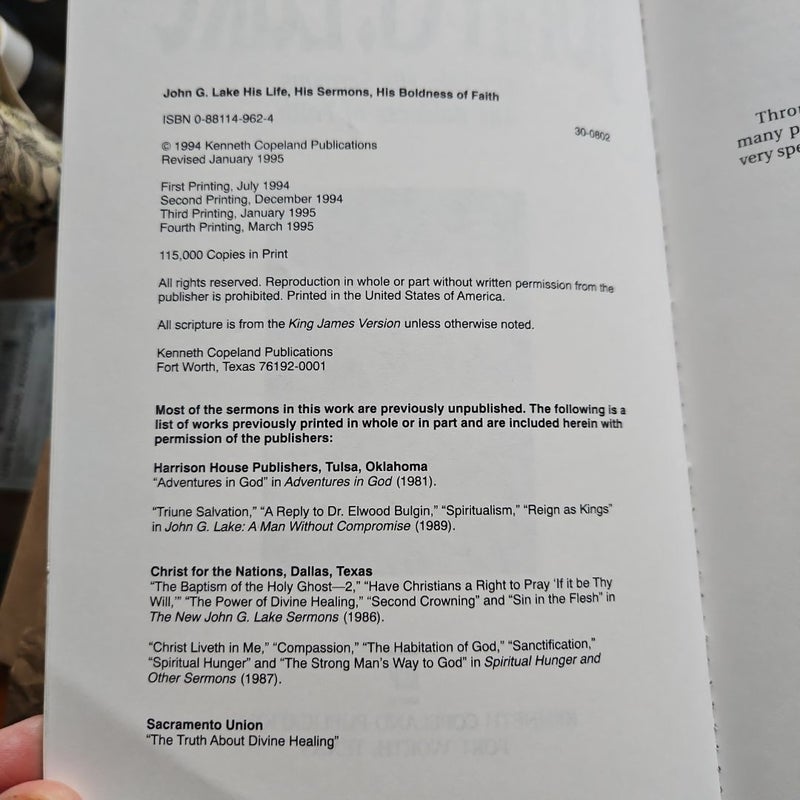 John G. Lake His Life, His Sermons, His Boldness of Faith
ISBN 0-88114-962-4
30-0802
© 1994 Kenneth Copeland Publications
Revised January 1995
First Printing, July 1994
Second Printing, December 1994
Third Printing, January 1995
Fourth Printing, March 1995
115,000 Copies in Print
All rights reserved. Reproduction in whole or part without written permission from the
publisher is prohibited. Printed in the United States of America.
All scripture is from the King James Version unless otherwise noted.
Kenneth Copeland Publications
Fort Worth, Texas 76192-0001
Most of the sermons in this work are previously unpublished. The following is a
list of works previously printed in whole or in part and are included herein with
permission of the publishers:
Harrison House Publishers, Tulsa, Oklahoma
“Adventures in God” in Adventures in God (1981).
“Triune Salvation,” “A Reply to Dr. Elwood Bulgin,” “Spiritualism,” “Reign as Kings”
in John G. Lake: A Man Without Compromise (1989).
Christ for the Nations, Dallas, Texas
“The Baptism of the Holy Ghost—2,” “Have Christians a Right to Pray ‘If it be Thy
Will,’” “The Power of Divine Healing,” “Second Crowning” and “Sin in the Flesh” in
The New John G. Lake Sermons (1986).
“Christ Liveth in Me,” “Compassion,” “The Habitation of God,” “Sanctification,”
“Spiritual Hunger” and “The Strong Man’s Way to God” in Spiritual Hunger and
Other Sermons (1987).
Sacramento Union
“The Truth About Divine Healing”
many
very